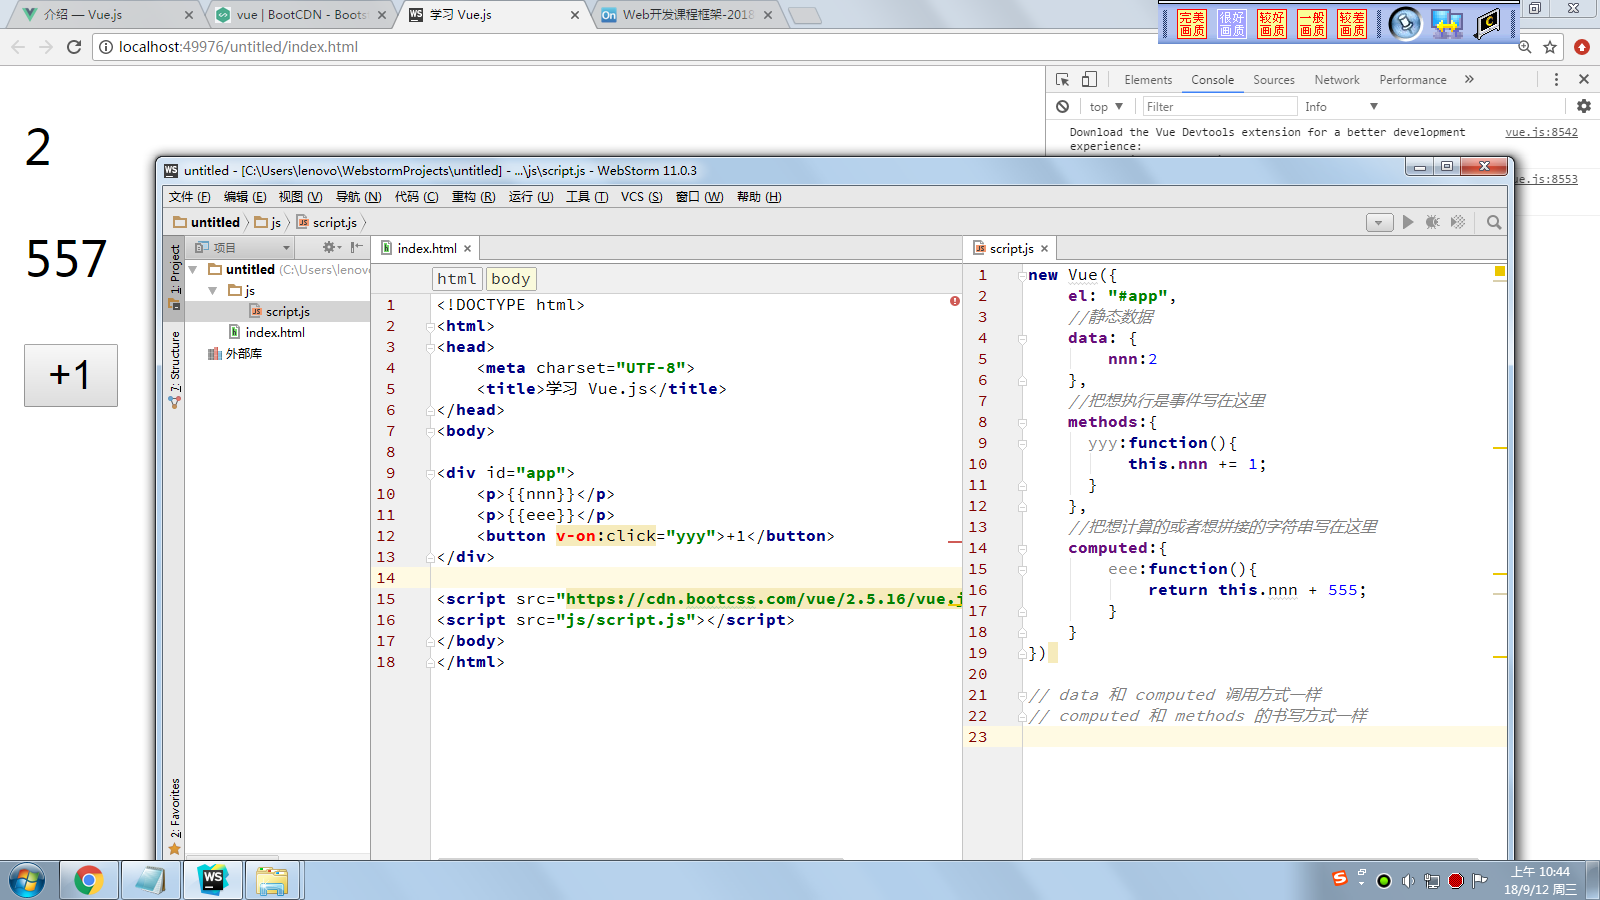 介绍 — Vue.js
vue | BootCDN - Boots
学习 Vue.js
Web开发课程框架-2018
完美画质
很好画质
较好画质
一般画质
较差画质
localhost:49976/untitled/index.html
2
557
+1
Elements
Console
Sources
Network
Performance
top
Filter
Info
Download the Vue Devtools extension for a better development
experience:
vue.js:8542
ue.js:8553
untitled - [C:\Users\lenovo\WebstormProjects\untitled] - ...\js\script.js - WebStorm 11.0.3
文件 (F) 编辑 (E) 视图 (V) 导航 (N) 代码 (C) 重构 (R) 运行 (U) 工具 (T) VCS (S) 窗口 (W) 帮助 (H)
untitled
js
script.js
1: Project
7: Structure
2: Favorites
项目
untitled (C:\Users\lenovo
js
script.js
index.html
外部库
index.html
html body
1 <!DOCTYPE html>
2 <html>
3 <head>
4 <meta charset="UTF-8">
5 <title>学习 Vue.js</title>
6 </head>
7 <body>
8
9 <div id="app">
10 <p>{{nnn}}</p>
11 <p>{{eee}}</p>
12 <button v-on:click="yyy">+1</button>
13 </div>
14
15 <script src="https://cdn.bootcss.com/vue/2.5.16/vue.j
16 <script src="js/script.js"></script>
17 </body>
18 </html>
script.js
1 new Vue({
2 el: "#app",
3 //静态数据
4 data: {
5 nnn:2
6 },
7 //把想执行是事件写在这里
8 methods:{
9 yyy:function(){
10 this.nnn += 1;
11 }
12 },
13 //把想计算的或者想拼接的字符串写在这里
14 computed:{
15 eee:function(){
16 return this.nnn + 555;
17 }
18 }
19 })
20
21 // data 和 computed 调用方式一样
22 // computed 和 methods 的书写方式一样
23
上午 10:44
18/9/12 周三